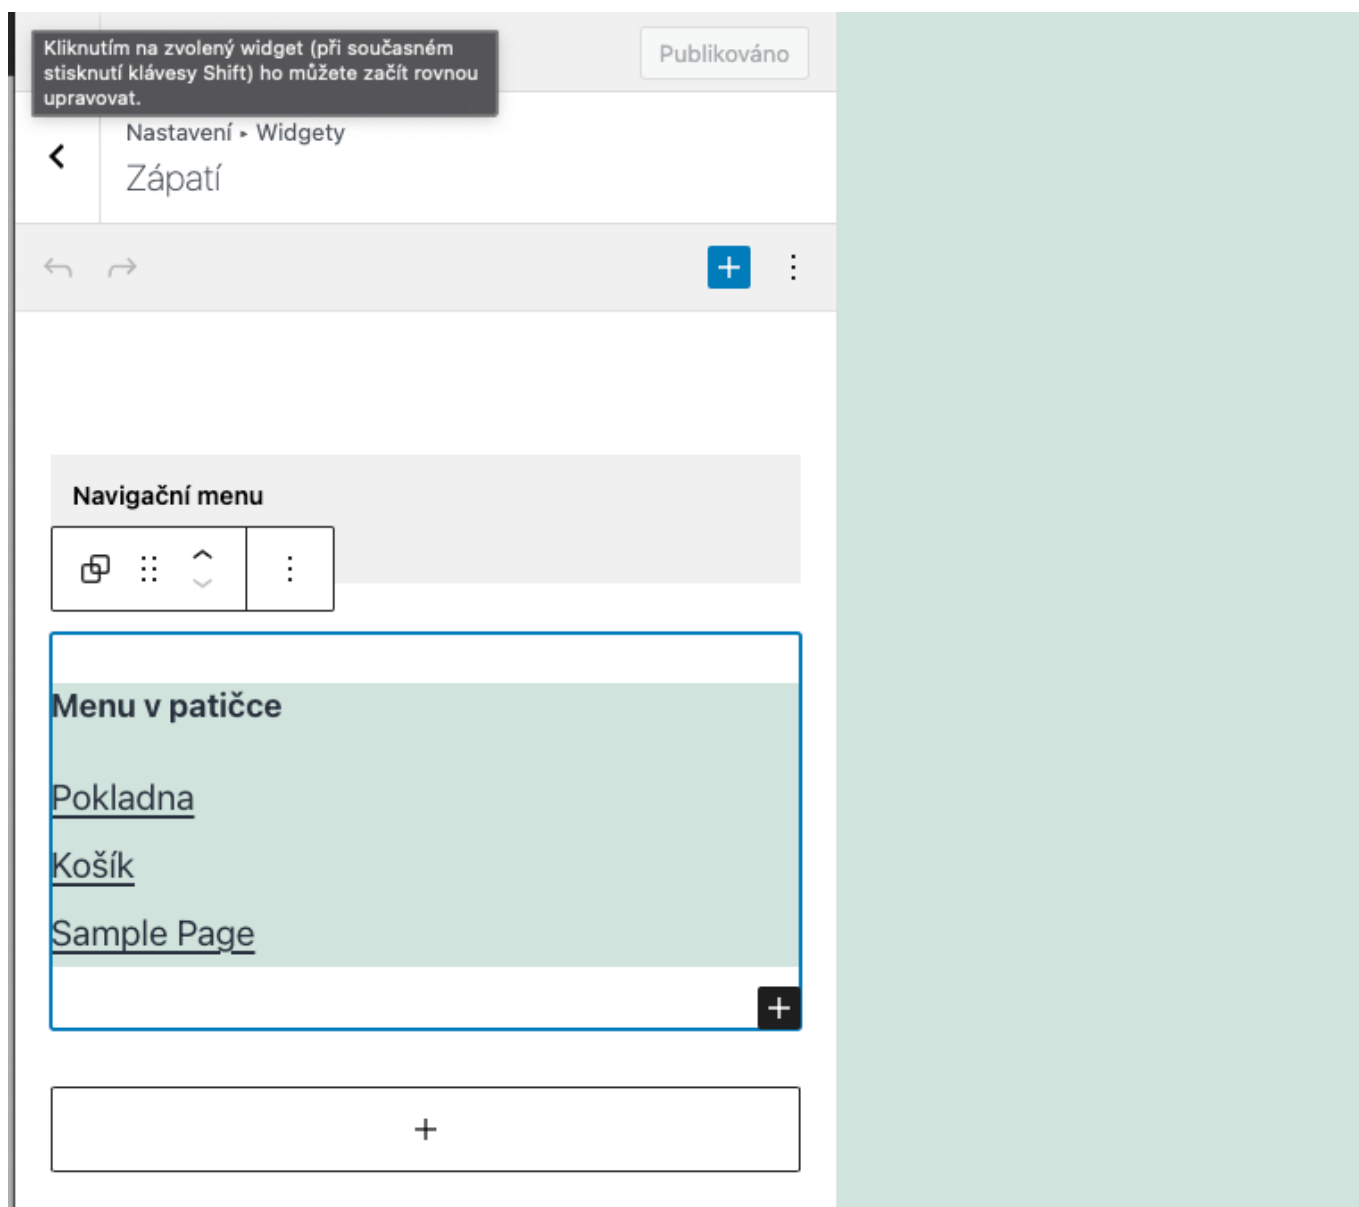 Kliknutím na zvolený widget (při současném
stisknutí klávesy Shift) ho můžete začít rovnou
upravovat.
Publikováno
Nastavení ▸ Widgety
Zápatí
Navigační menu
Menu v patičce
Pokladna
Košík
Sample Page